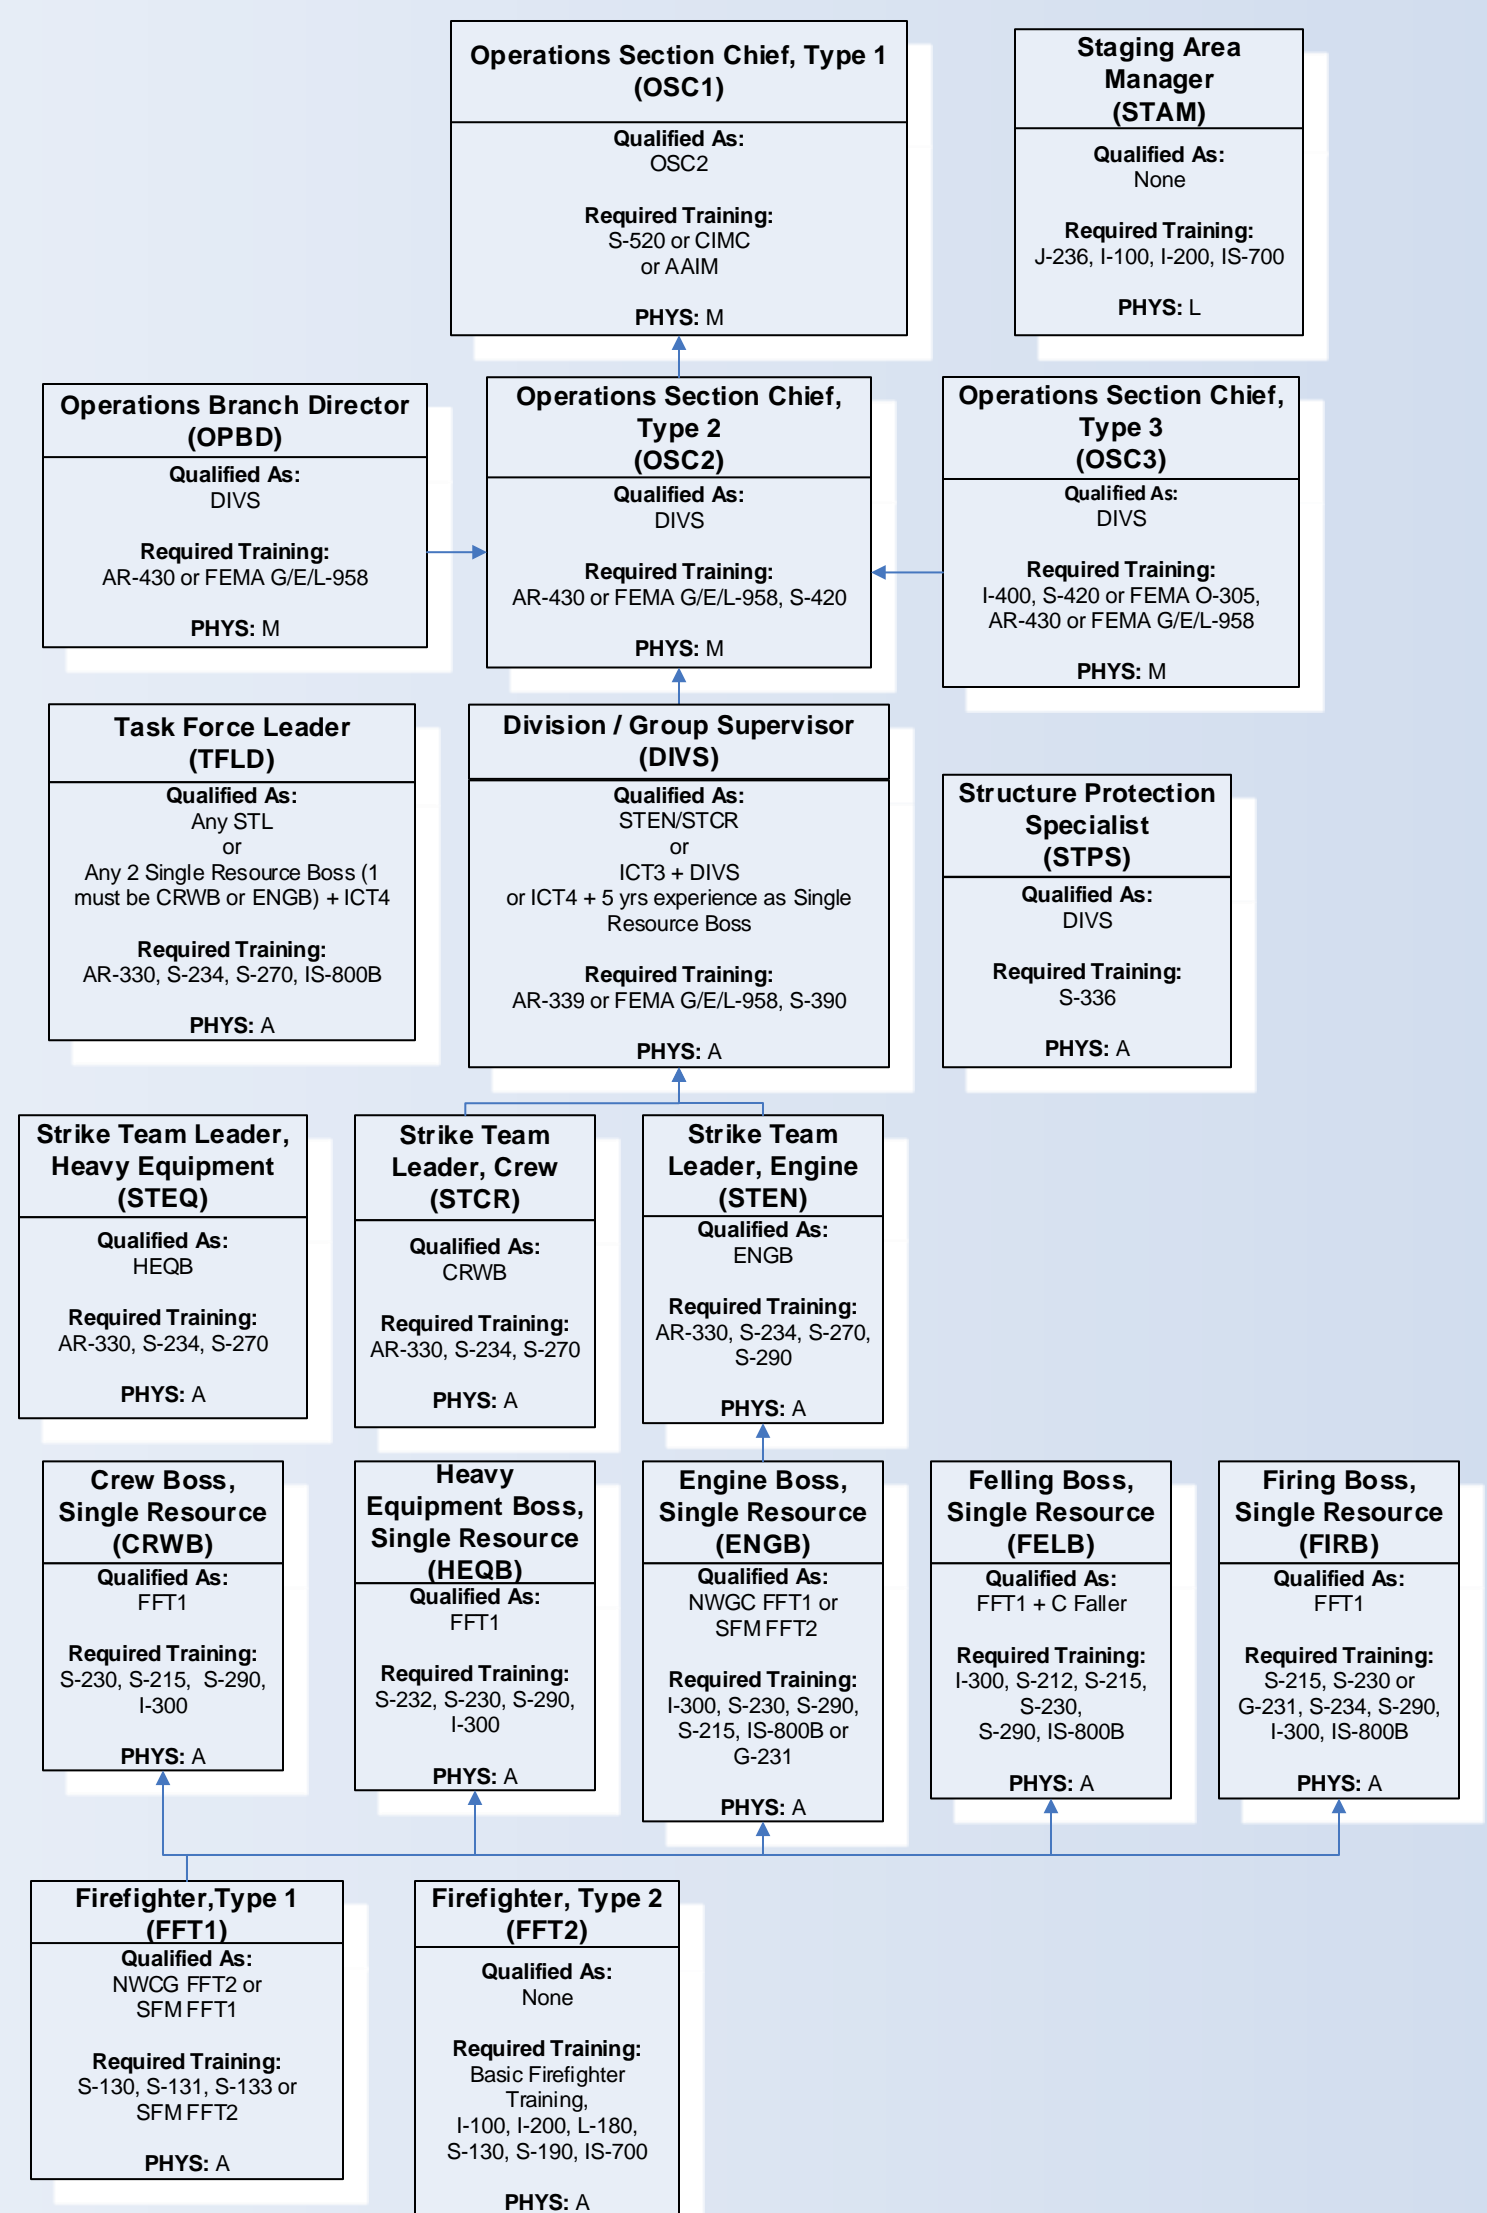 Operations Section Chief, Type 1
(OSC1)
Qualified As:
OSC2
Required Training:
S-520 or CIMC
or AAIM
PHYS: M
Staging Area
Manager
(STAM)
Qualified As:
None
Required Training:
J-236, I-100, I-200, IS-700
PHYS: L
Operations Branch Director
(OPBD)
Qualified As:
DIVS
Required Training:
AR-430 or FEMA G/E/L-958
PHYS: M
Operations Section Chief,
Type 2
(OSC2)
Qualified As:
DIVS
Required Training:
AR-430 or FEMA G/E/L-958, S-420
PHYS: M
Operations Section Chief,
Type 3
(OSC3)
Qualified As:
DIVS
Required Training:
I-400, S-420 or FEMA O-305,
AR-430 or FEMA G/E/L-958
PHYS: M
Task Force Leader
(TFLD)
Qualified As:
Any STL
or
Any 2 Single Resource Boss (1
must be CRWB or ENGB) + ICT4
Required Training:
AR-330, S-234, S-270, IS-800B
PHYS: A
Division / Group Supervisor
(DIVS)
Qualified As:
STEN/STCR
or
ICT3 + DIVS
or ICT4 + 5 yrs experience as Single
Resource Boss
Required Training:
AR-339 or FEMA G/E/L-958, S-390
PHYS: A
Structure Protection
Specialist
(STPS)
Qualified As:
DIVS
Required Training:
S-336
PHYS: A
Strike Team Leader,
Heavy Equipment
(STEQ)
Qualified As:
HEQB
Required Training:
AR-330, S-234, S-270
PHYS: A
Strike Team
Leader, Crew
(STCR)
Qualified As:
CRWB
Required Training:
AR-330, S-234, S-270
PHYS: A
Strike Team
Leader, Engine
(STEN)
Qualified As:
ENGB
Required Training:
AR-330, S-234, S-270,
S-290
PHYS: A
Crew Boss,
Single Resource
(CRWB)
Qualified As:
FFT1
Required Training:
S-230, S-215, S-290,
I-300
PHYS: A
Heavy
Equipment Boss,
Single Resource
(HEQB)
Qualified As:
FFT1
Required Training:
S-232, S-230, S-290,
I-300
PHYS: A
Engine Boss,
Single Resource
(ENGB)
Qualified As:
NWGC FFT1 or
SFM FFT2
Required Training:
I-300, S-230, S-290,
S-215, IS-800B or
G-231
PHYS: A
Felling Boss,
Single Resource
(FELB)
Qualified As:
FFT1 + C Faller
Required Training:
I-300, S-212, S-215,
S-230,
S-290, IS-800B
PHYS: A
Firing Boss,
Single Resource
(FIRB)
Qualified As:
FFT1
Required Training:
S-215, S-230 or
G-231, S-234, S-290,
I-300, IS-800B
PHYS: A
Firefighter,Type 1
(FFT1)
Qualified As:
NWCG FFT2 or
SFM FFT1
Required Training:
S-130, S-131, S-133 or
SFM FFT2
PHYS: A
Firefighter, Type 2
(FFT2)
Qualified As:
None
Required Training:
Basic Firefighter
Training,
I-100, I-200, L-180,
S-130, S-190, IS-700
PHYS: A